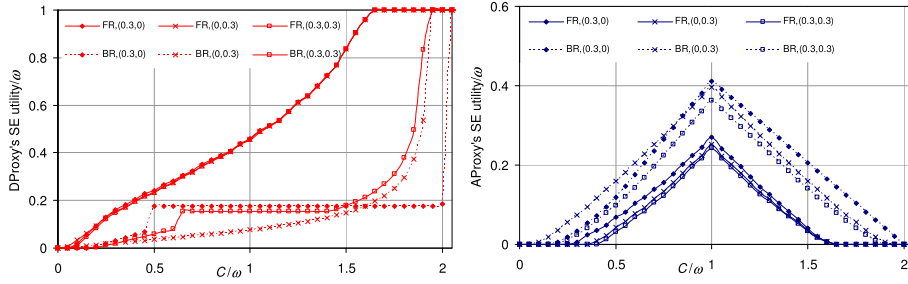 DProxy's SE utility/ω
1
0.8
0.6
0.4
0.2
0
0 0.5 1 1.5 2
C/ω
FR,(0.3,0) FR,(0,0.3) FR,(0.3,0.3)
BR,(0.3,0) BR,(0,0.3) BR,(0.3,0.3)
AProxy's SE utility/ω
0.6
0.4
0.2
0
0 0.5 1 1.5 2
C/ω
FR,(0.3,0) FR,(0,0.3) FR,(0.3,0.3)
BR,(0.3,0) BR,(0,0.3) BR,(0.3,0.3)